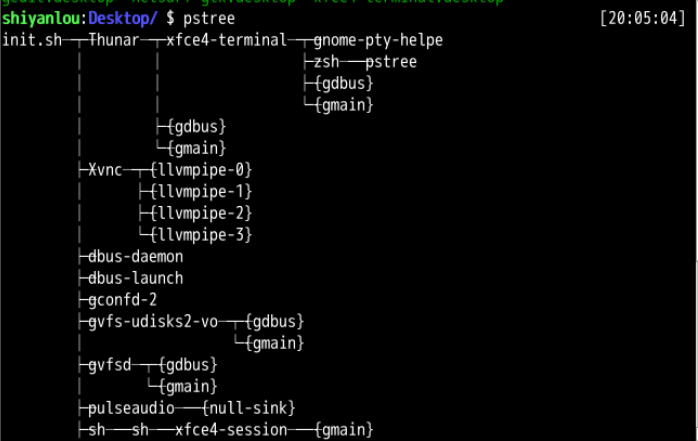 shiyanlou:Desktop/ $ pstree [20:05:04]
init.sh─┬─Thunar─┬─xfce4-terminal─┬─gnome-pty-helpe
        │        │                ├─zsh───pstree
        │        │                ├─{gdbus}
        │        │                └─{gmain}
        │        ├─{gdbus}
        │        └─{gmain}
        ├─Xvnc─┬─{llvmpipe-0}
        │      ├─{llvmpipe-1}
        │      ├─{llvmpipe-2}
        │      └─{llvmpipe-3}
        ├─dbus-daemon
        ├─dbus-launch
        ├─gconfd-2
        ├─gvfs-udisks2-vo─┬─{gdbus}
        │                 └─{gmain}
        ├─gvfsd─┬─{gdbus}
        │       └─{gmain}
        ├─pulseaudio───{null-sink}
        ├─sh───sh───xfce4-session───{gmain}